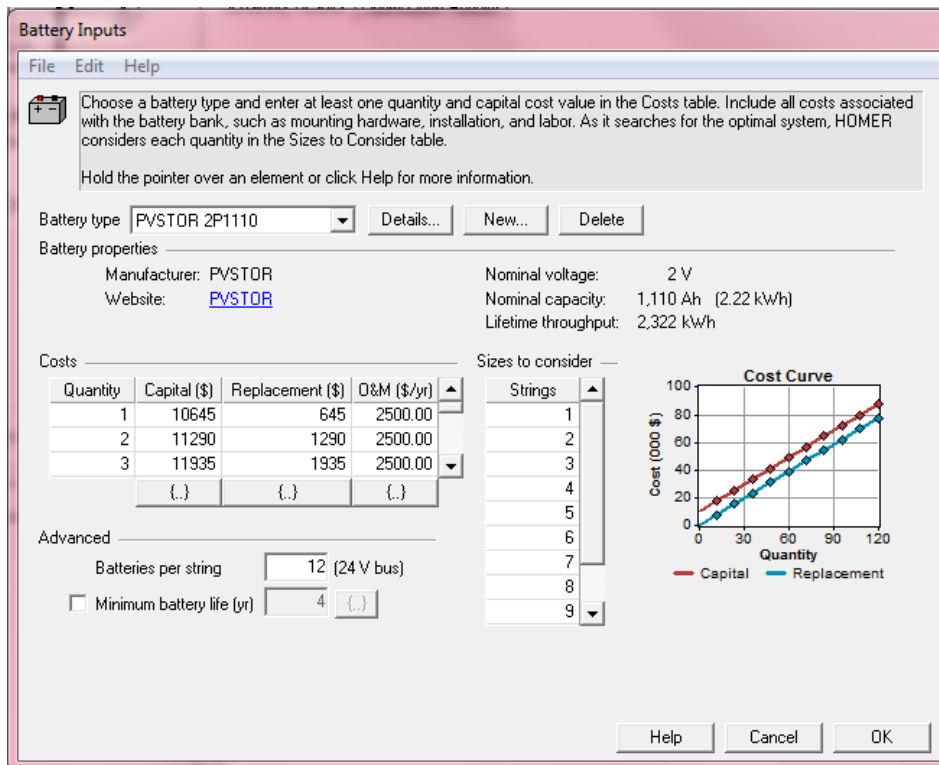 Battery Inputs
File Edit Help
Choose a battery type and enter at least one quantity and capital cost value in the Costs table. Include all costs associated
with the battery bank, such as mounting hardware, installation, and labor. As it searches for the optimal system, HOMER
considers each quantity in the Sizes to Consider table.
Hold the pointer over an element or click Help for more information.
Battery type PVSTOR 2P1110 Details... New... Delete
Battery properties
Manufacturer: PVSTOR
Website: PVSTOR
Nominal voltage: 2 V
Nominal capacity: 1,110 Ah (2.22 kWh)
Lifetime throughput: 2,322 kWh
Costs
Quantity Capital ($) Replacement ($) O&M ($/yr)
1 10645 645 2500.00
2 11290 1290 2500.00
3 11935 1935 2500.00
{..} {..} {..}
Sizes to consider
Strings
1
2
3
4
5
6
7
8
9
Cost Curve
Cost (000 $)
100
80
60
40
20
0
0 30 60 90 120
Quantity
Capital Replacement
Advanced
Batteries per string 12 (24 V bus)
Minimum battery life (yr) 4 {..}
Help Cancel OK